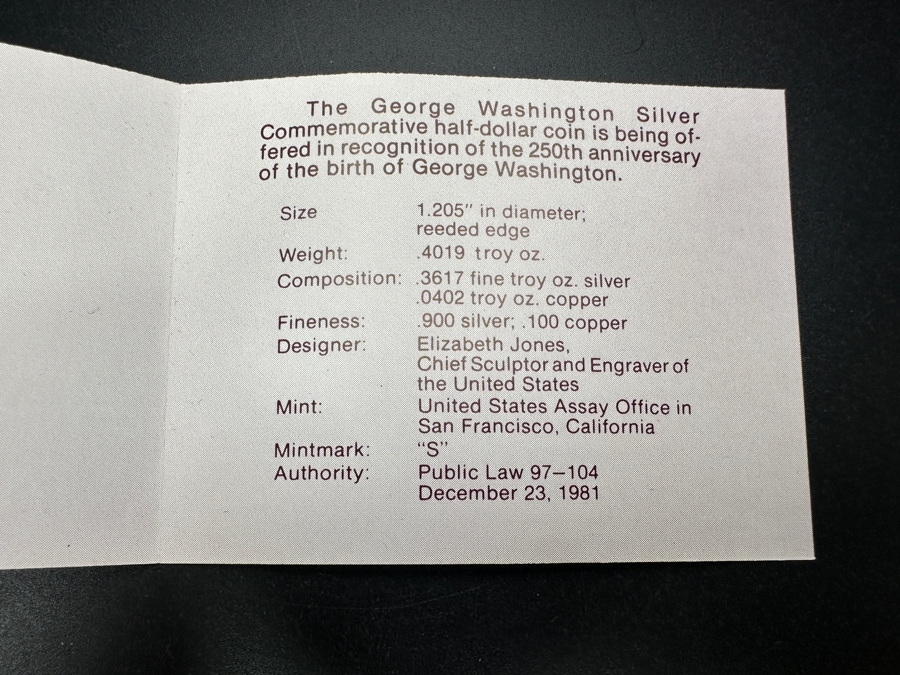 The George Washington Silver
Commemorative half-dollar coin is being of-
fered in recognition of the 250th anniversary
of the birth of George Washington.
Size 1.205" in diameter;
reeded edge
Weight: .4019 troy oz.
Composition: .3617 fine troy oz. silver
.0402 troy oz. copper
Fineness: .900 silver; .100 copper
Designer: Elizabeth Jones,
Chief Sculptor and Engraver of
the United States
Mint: United States Assay Office in
San Francisco, California
Mintmark: “S”
Authority: Public Law 97–104
December 23, 1981